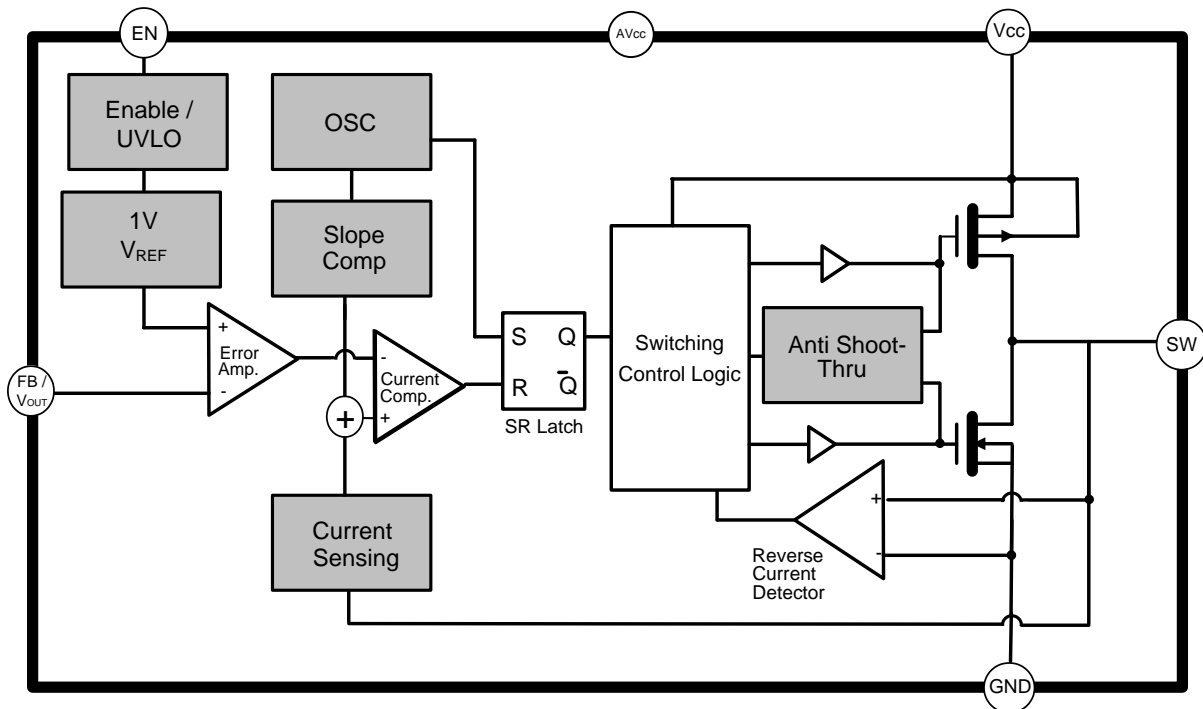 EN
AVcc
Vcc
Enable /
UVLO
OSC
1V
VREF
Slope
Comp
+
Error
Amp.
-
FB /
VOUT
-
Current
Comp.
+
+
S Q
R Q̅
SR Latch
Switching
Control Logic
Anti Shoot-
Thru
SW
Current
Sensing
+
-
Reverse
Current
Detector
GND